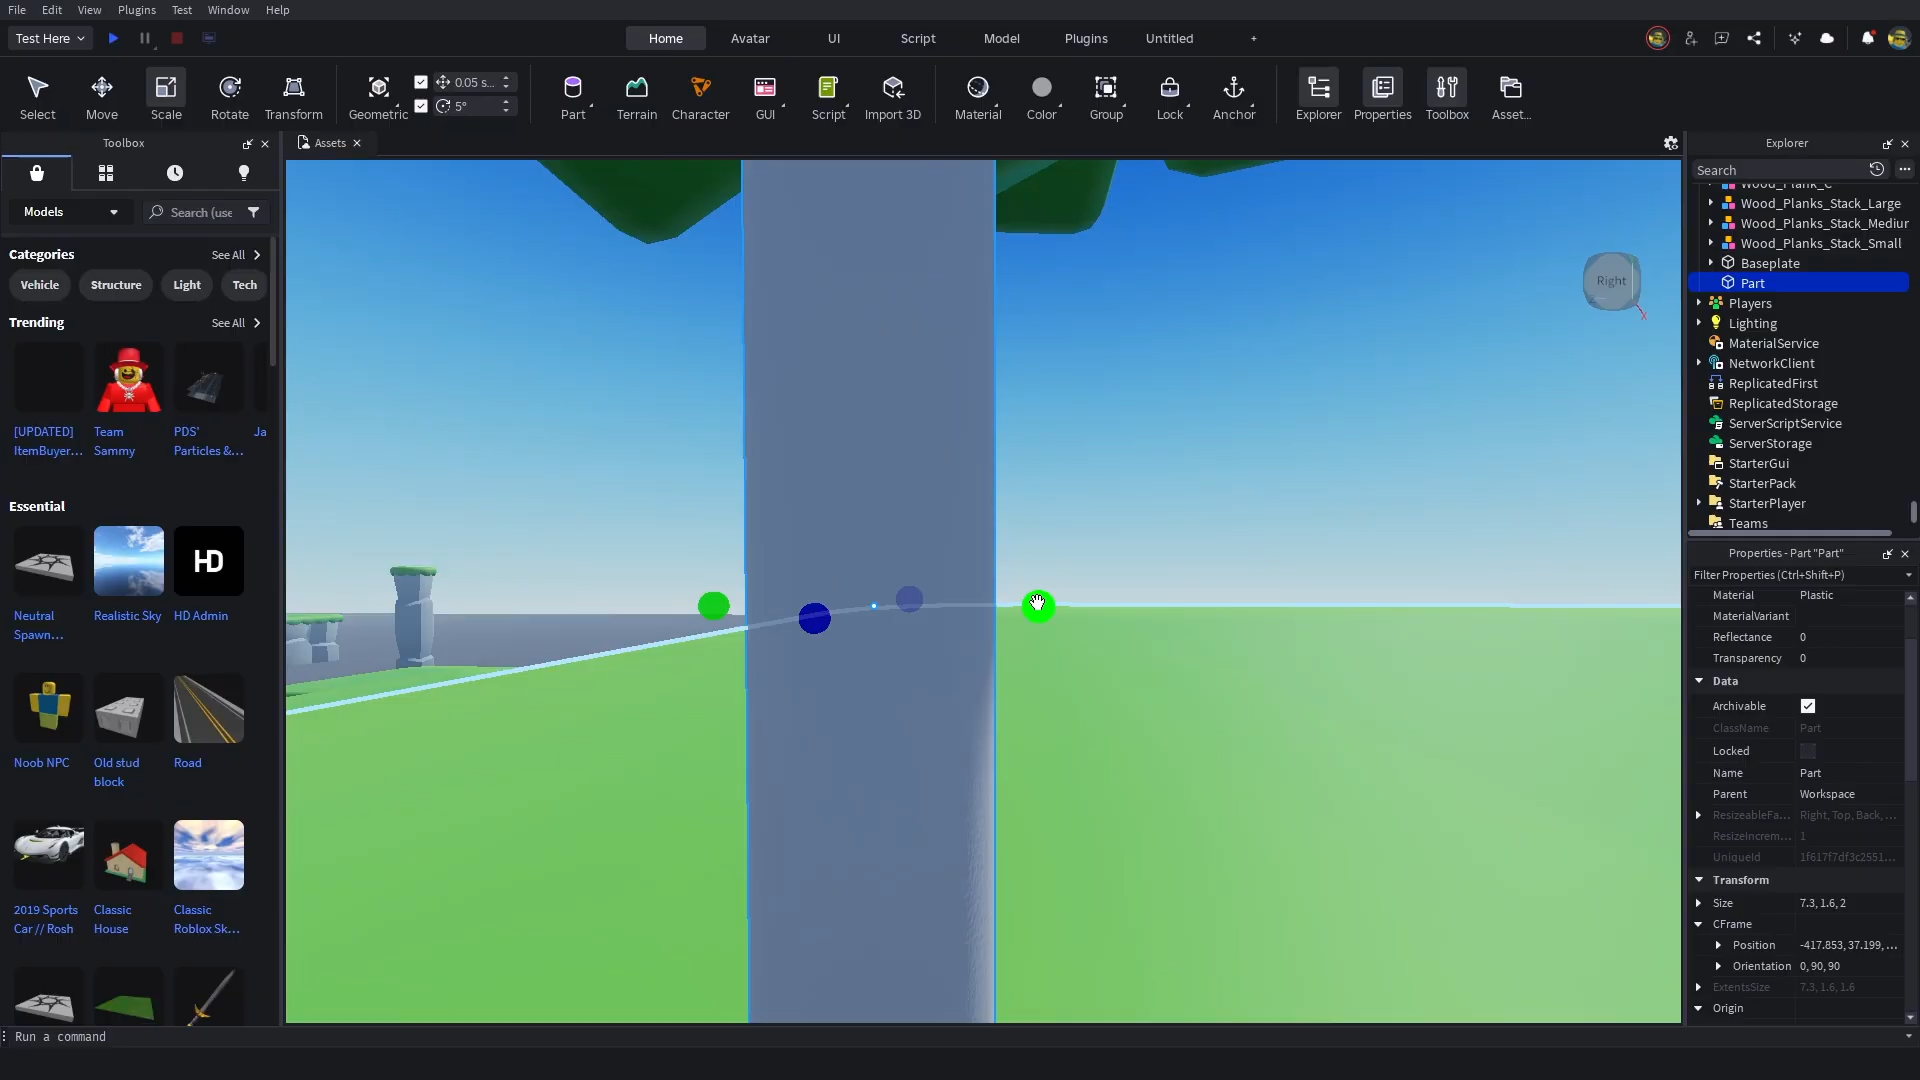 File Edit View Plugins Test Window Help
Test Here
Home Avatar UI Script Model Plugins Untitled +
Select Move Scale Rotate Transform Geometric 0.05 s... 5° Part Terrain Character GUI Script Import 3D Material Color Group Lock Anchor Explorer Properties Toolbox Asset...
Toolbox
Models
Search (use
Categories See All
Vehicle Structure Light Tech
Trending See All
[UPDATED] ItemBuyer...
Team Sammy
PDS' Particles &...
Ja
Essential
HD
Neutral Spawn...
Realistic Sky
HD Admin
Noob NPC
Old stud block
Road
2019 Sports Car // Rosh
Classic House
Classic Roblox Sk...
Assets
Right
X
Explorer
Search
Wood_Plank_C
Wood_Planks_Stack_Large
Wood_Planks_Stack_Mediur
Wood_Planks_Stack_Small
Baseplate
Part
Players
Lighting
MaterialService
NetworkClient
ReplicatedFirst
ReplicatedStorage
ServerScriptService
ServerStorage
StarterGui
StarterPack
StarterPlayer
Teams
Properties - Part "Part"
Filter Properties (Ctrl+Shift+P)
Material Plastic
MaterialVariant
Reflectance 0
Transparency 0
Data
Archivable
ClassName Part
Locked
Name Part
Parent Workspace
ResizeableFa... Right, Top, Back, ...
ResizeIncrem... 1
UniqueId 1f617f7df3c2551...
Transform
Size 7.3, 1.6, 2
CFrame
Position -417.853, 37.199, ...
Orientation 0, 90, 90
ExtentsSize 7.3, 1.6, 1.6
Origin
Run a command